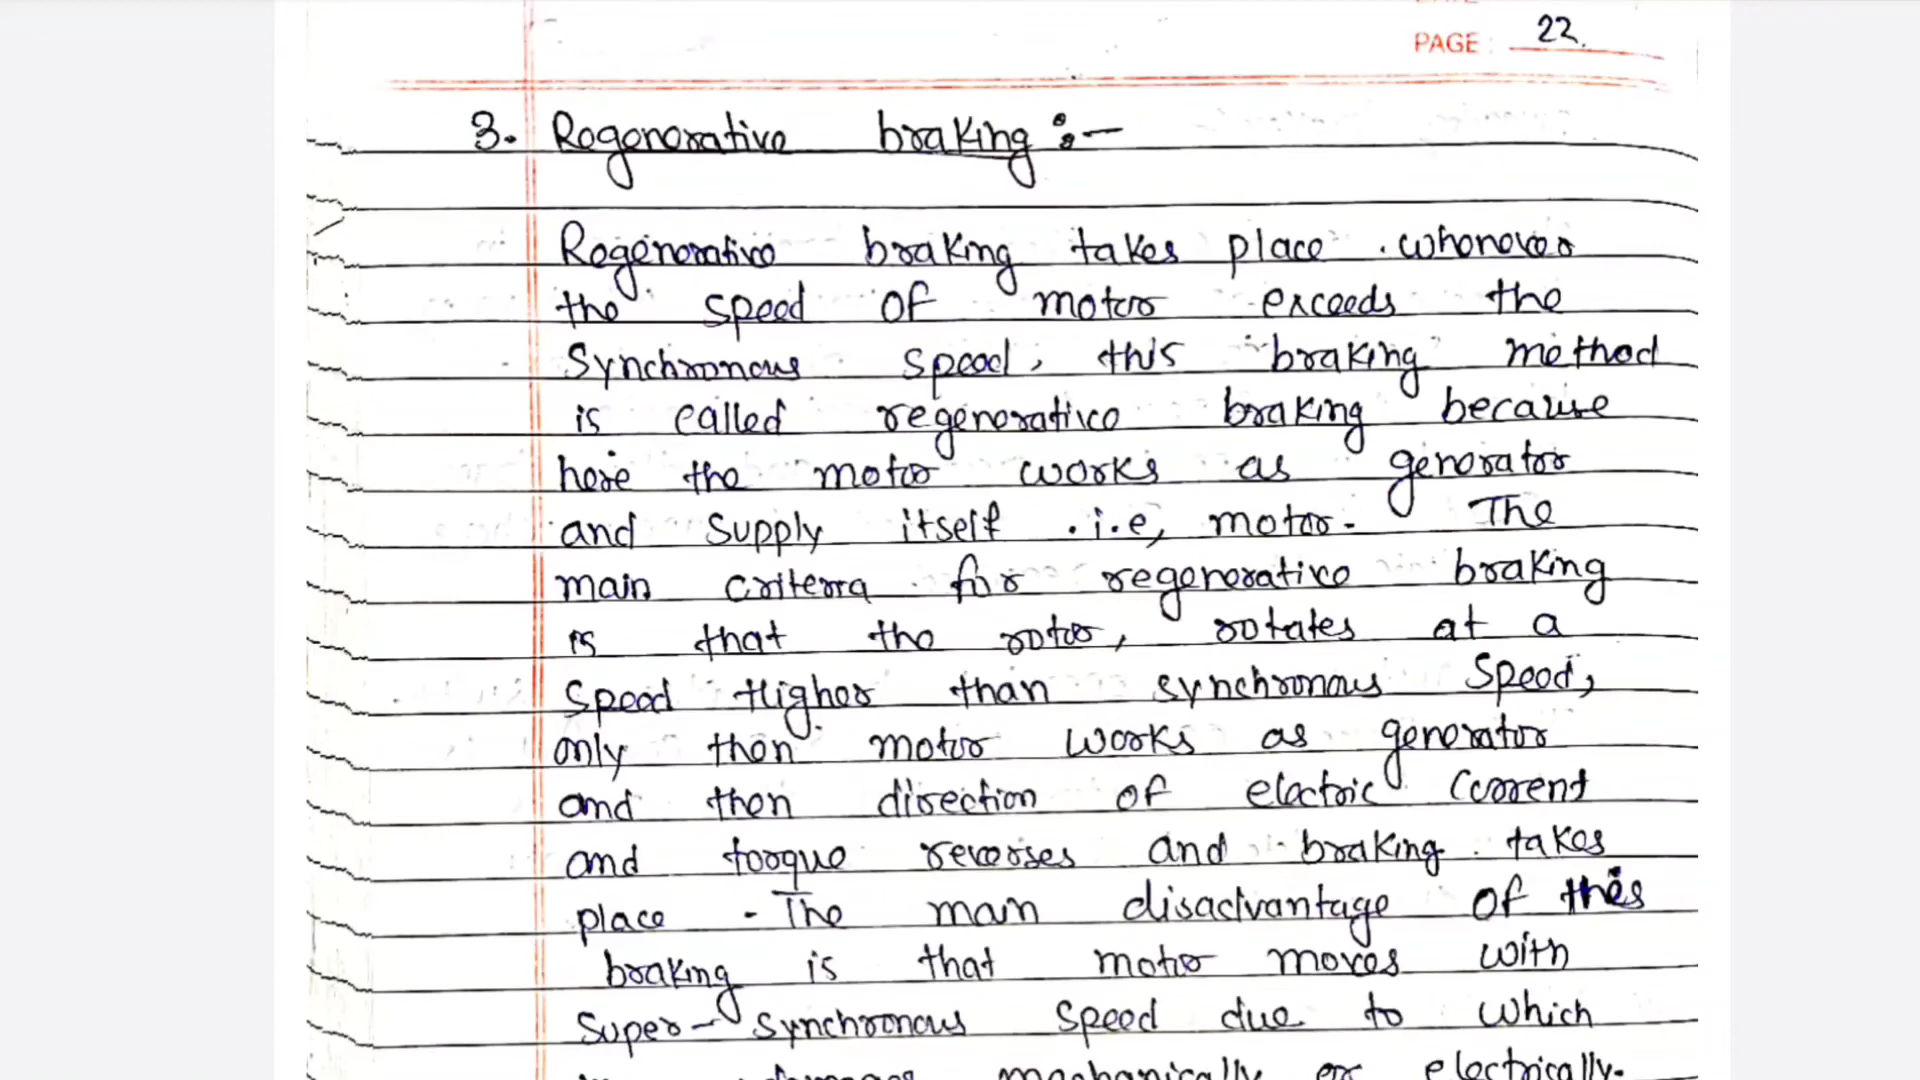 PAGE : 22.
3. Regenerative braking :-
Regenerative braking takes place whenever
the speed of motor exceeds the
Synchronous speed, this braking method
is called regenerative braking because
here the motor works as generator
and supply itself i.e, motor. The
main criterra for regenerative braking
is that the rotor, rotates at a
speed Higher than synchronous speed,
only then motor works as generator
and then direction of electric current
and torque reverses and braking takes
place. The main disadvantage of this
braking is that motor moves with
Super-synchronous speed due to which
damages mechanically or electrically.